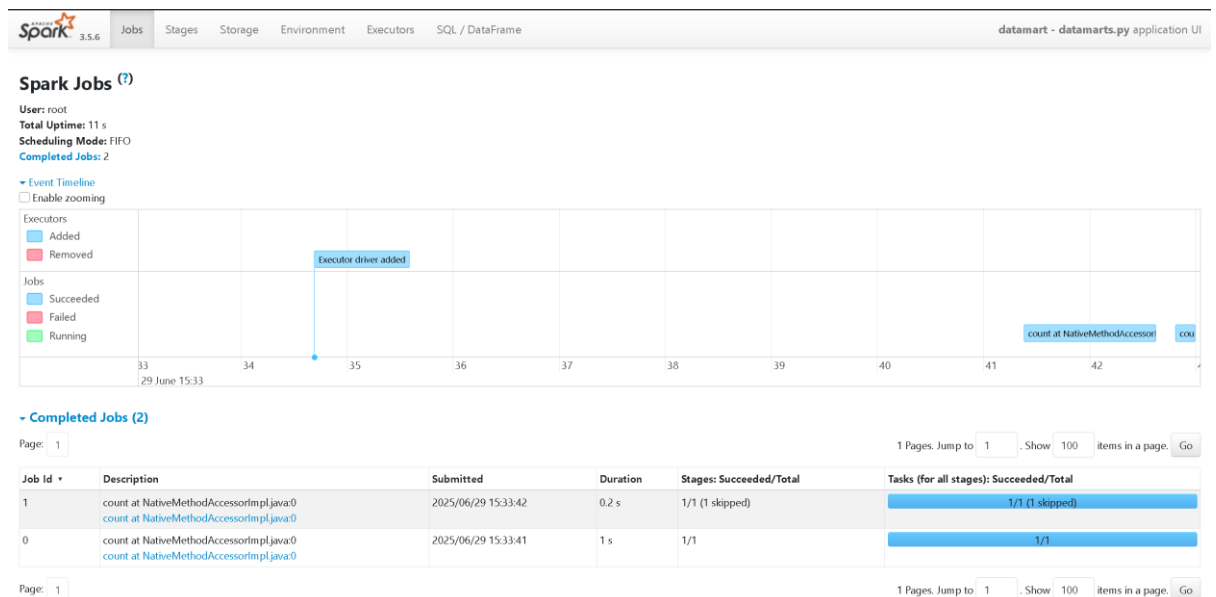 APACHE
Spark 3.5.6 Jobs Stages Storage Environment Executors SQL / DataFrame datamart - datamarts.py application UI
Spark Jobs (?)
User: root
Total Uptime: 11 s
Scheduling Mode: FIFO
Completed Jobs: 2
Event Timeline
Enable zooming
Executors
Added
Removed
Executor driver added
Jobs
Succeeded
Failed
Running
count at NativeMethodAccessorI cou
33 34 35 36 37 38 39 40 41 42
29 June 15:33
Completed Jobs (2)
Page: 1 1 Pages. Jump to 1 . Show 100 items in a page. Go
Job Id Description Submitted Duration Stages: Succeeded/Total Tasks (for all stages): Succeeded/Total
1 count at NativeMethodAccessorImpl.java:0 2025/06/29 15:33:42 0.2 s 1/1 (1 skipped) 1/1 (1 skipped)
count at NativeMethodAccessorImpl.java:0
0 count at NativeMethodAccessorImpl.java:0 2025/06/29 15:33:41 1 s 1/1 1/1
count at NativeMethodAccessorImpl.java:0
Page: 1 1 Pages. Jump to 1 . Show 100 items in a page. Go